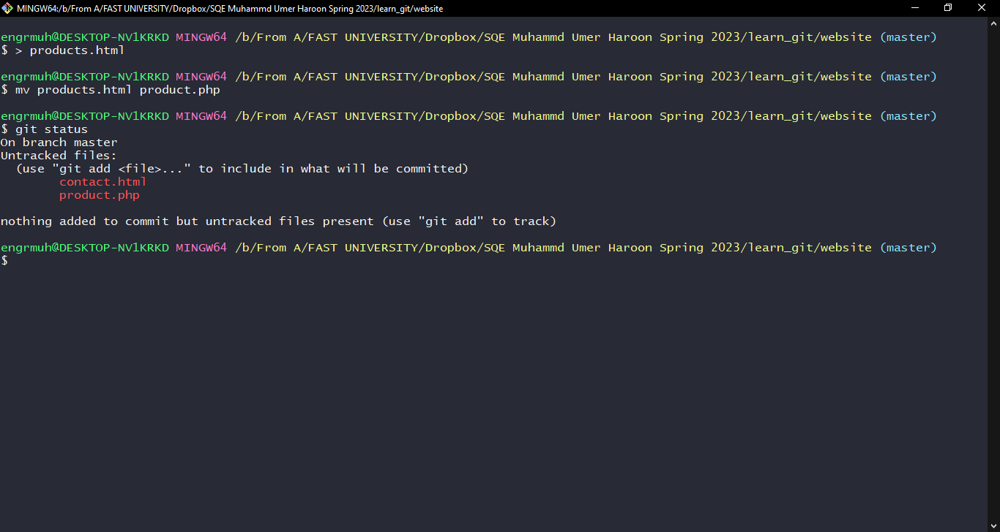 MINGW64:/b/From A/FAST UNIVERSITY/Dropbox/SQE Muhammd Umer Haroon Spring 2023/learn_git/website
engrmuh@DESKTOP-NV1KRKD MINGW64 /b/From A/FAST UNIVERSITY/Dropbox/SQE Muhammd Umer Haroon Spring 2023/learn_git/website (master)
$ > products.html
engrmuh@DESKTOP-NV1KRKD MINGW64 /b/From A/FAST UNIVERSITY/Dropbox/SQE Muhammd Umer Haroon Spring 2023/learn_git/website (master)
$ mv products.html product.php
engrmuh@DESKTOP-NV1KRKD MINGW64 /b/From A/FAST UNIVERSITY/Dropbox/SQE Muhammd Umer Haroon Spring 2023/learn_git/website (master)
$ git status
On branch master
Untracked files:
  (use "git add <file>..." to include in what will be committed)
        contact.html
        product.php
nothing added to commit but untracked files present (use "git add" to track)
engrmuh@DESKTOP-NV1KRKD MINGW64 /b/From A/FAST UNIVERSITY/Dropbox/SQE Muhammd Umer Haroon Spring 2023/learn_git/website (master)
$